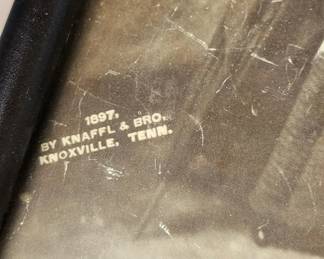 1897,
BY KNAFFL & BRO.
KNOXVILLE, TENN.